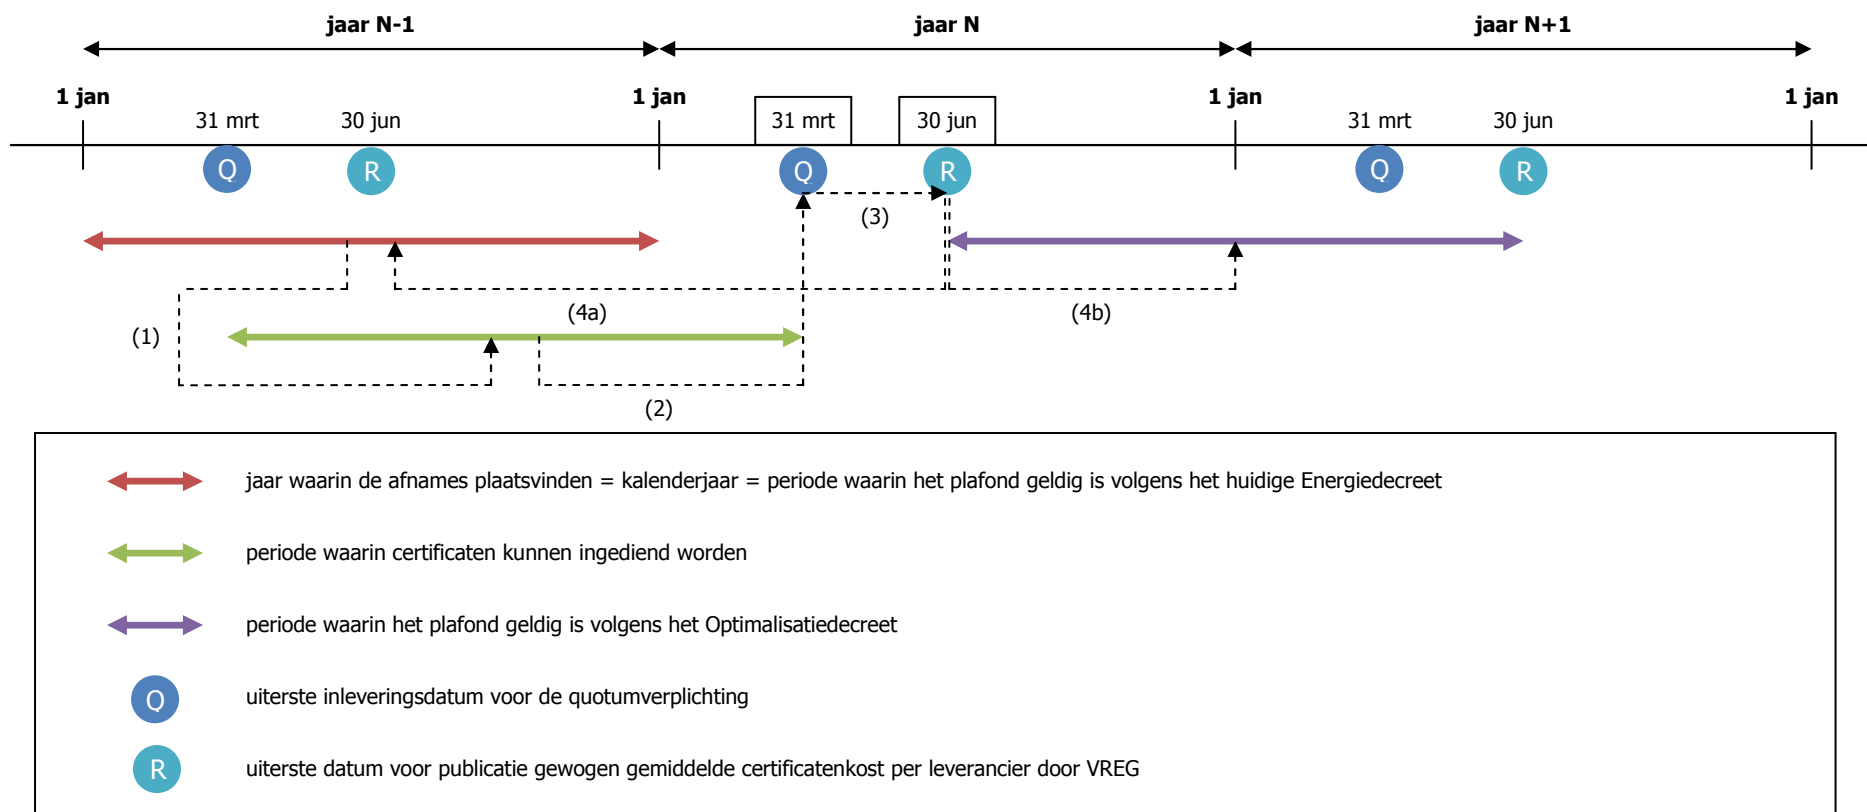 jaar N-1 jaar N jaar N+1
1 jan 1 jan 1 jan 1 jan
31 mrt 30 jun 31 mrt 30 jun 31 mrt 30 jun
Q R Q R Q R
(3)
(4a) (4b)
(1)
(2)
jaar waarin de afnames plaatsvinden = kalenderjaar = periode waarin het plafond geldig is volgens het huidige Energiedecreet
periode waarin certificaten kunnen ingediend worden
periode waarin het plafond geldig is volgens het Optimalisatiedecreet
Q uiterste inleveringsdatum voor de quotumverplichting
R uiterste datum voor publicatie gewogen gemiddelde certificatenkost per leverancier door VREG